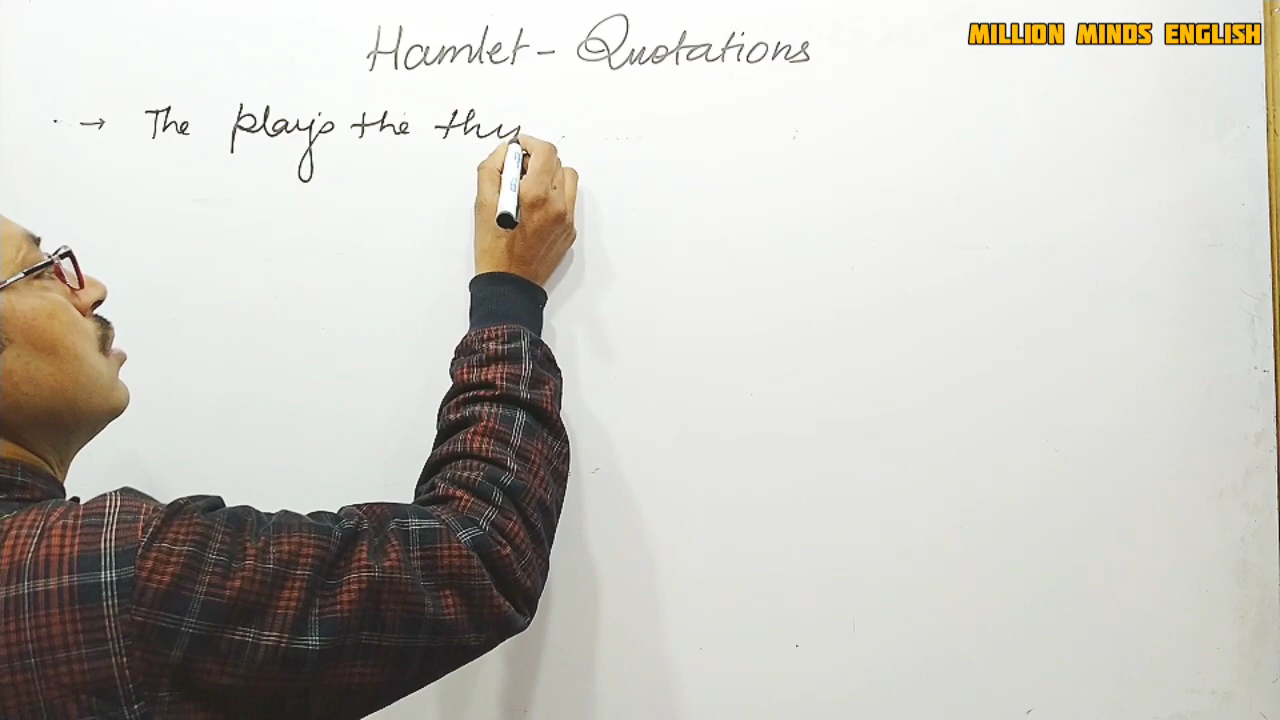 MILLION MINDS ENGLISH
Hamlet - Quotations
→ The play's the